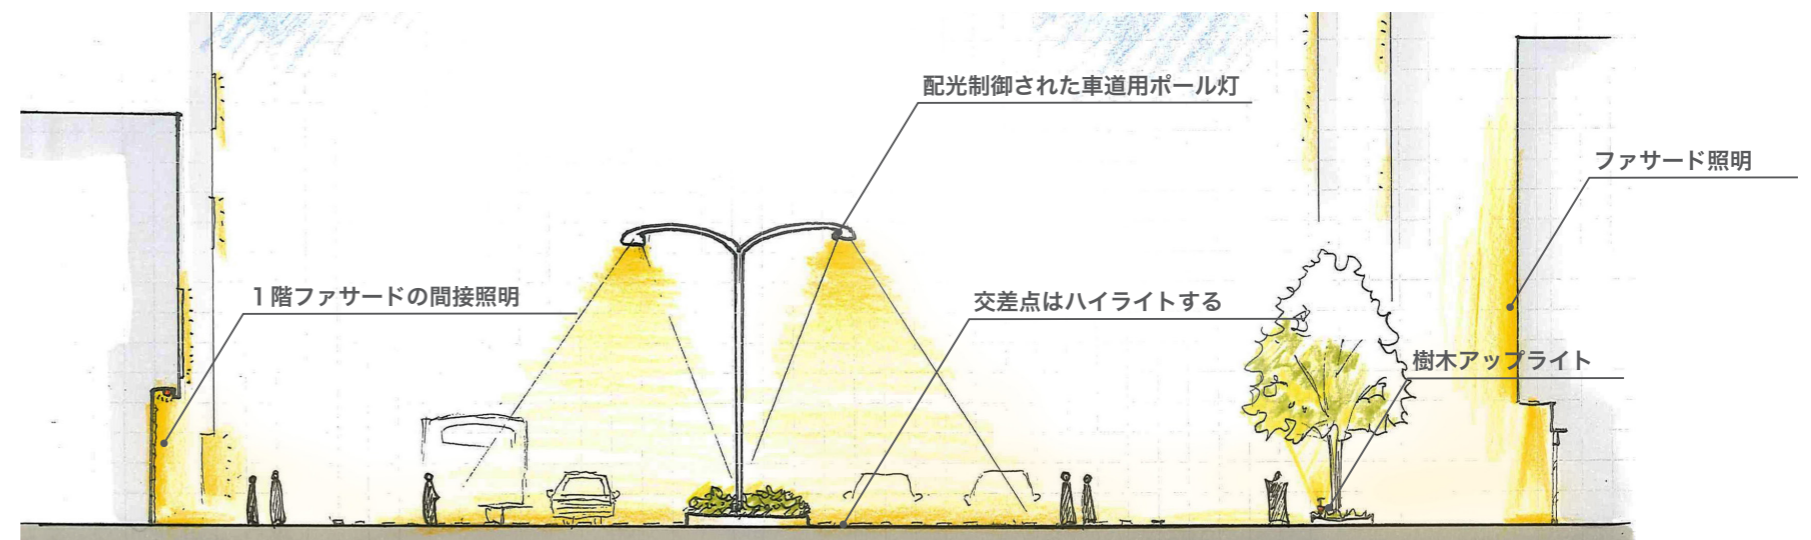 配光制御された車道用ポール灯
ファサード照明
1階ファサードの間接照明
交差点はハイライトする
樹木アップライト